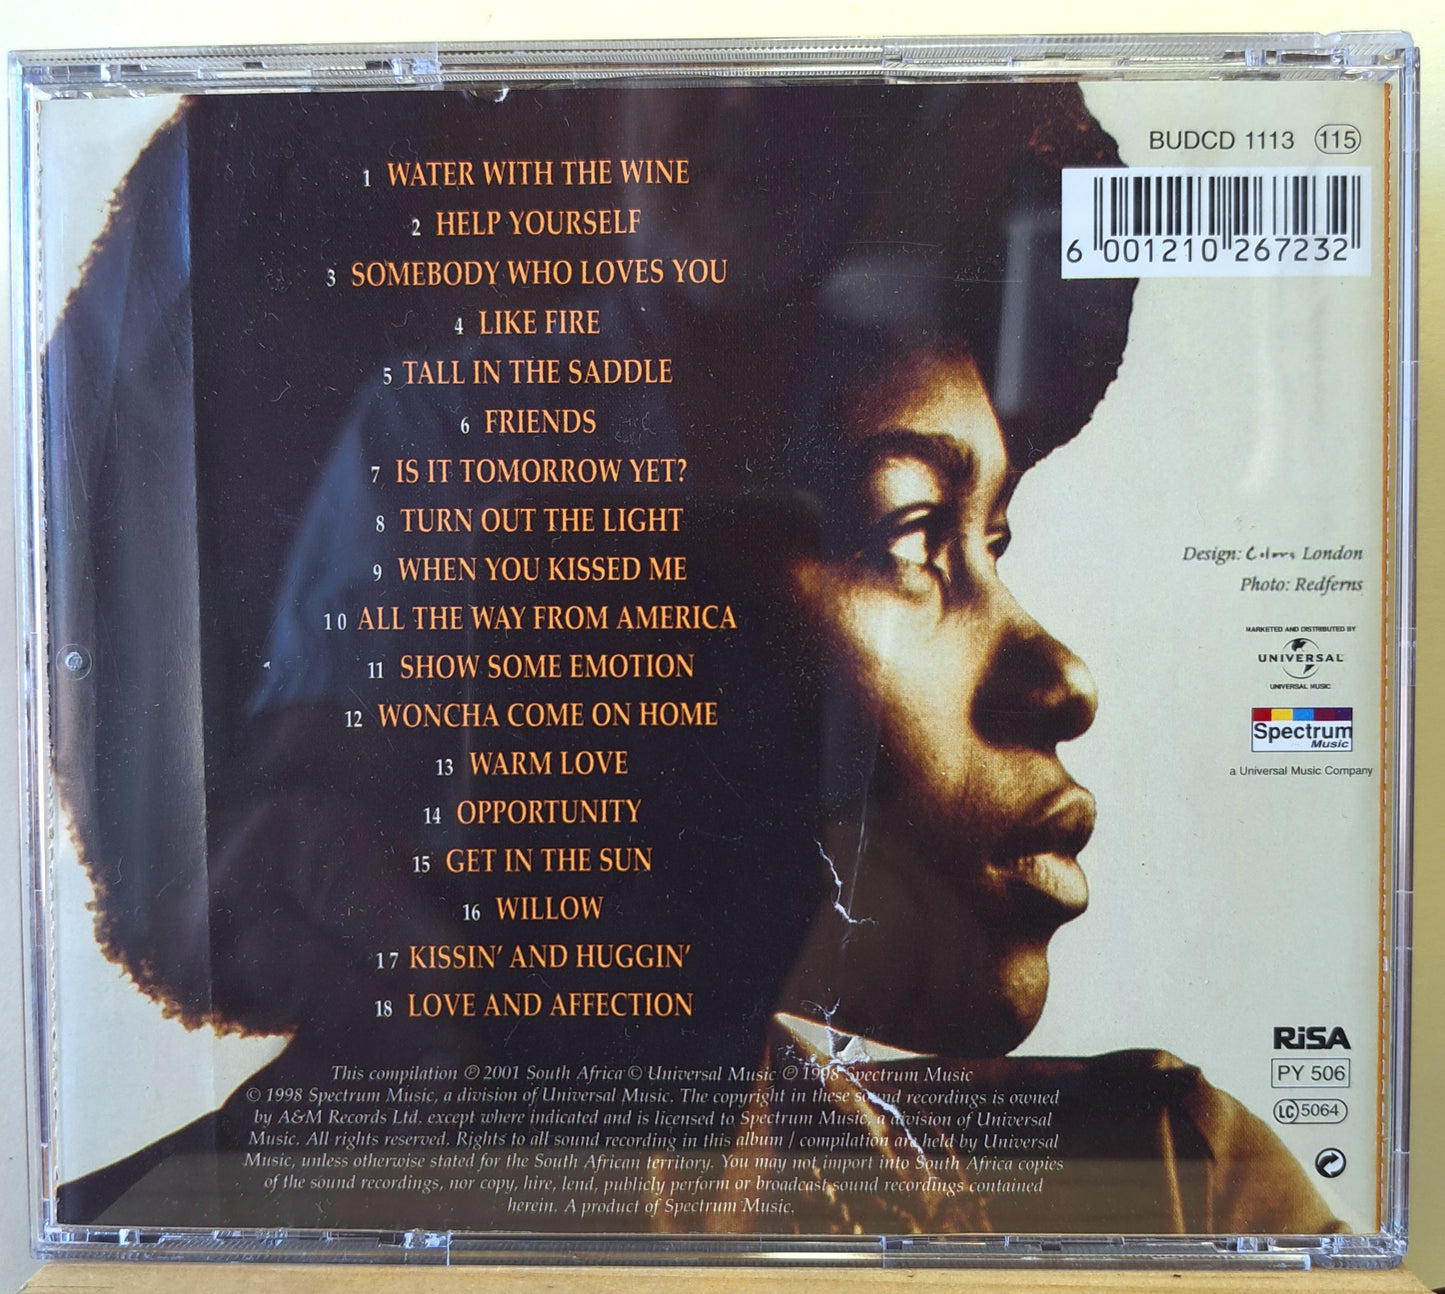 BUDCD 1113 115
6 001210 267232
1 WATER WITH THE WINE
2 HELP YOURSELF
3 SOMEBODY WHO LOVES YOU
4 LIKE FIRE
5 TALL IN THE SADDLE
6 FRIENDS
7 IS IT TOMORROW YET?
8 TURN OUT THE LIGHT
9 WHEN YOU KISSED ME
10 ALL THE WAY FROM AMERICA
11 SHOW SOME EMOTION
12 WONCHA COME ON HOME
13 WARM LOVE
14 OPPORTUNITY
15 GET IN THE SUN
16 WILLOW
17 KISSIN' AND HUGGIN'
18 LOVE AND AFFECTION
Design: London
Photo: Redferns
MARKETED AND DISTRIBUTED BY
UNIVERSAL
UNIVERSAL MUSIC
Spectrum
Music
a Universal Music Company
RiSA
PY 506
LC 5064
This compilation ℗ 2001 South Africa © Universal Music ℗ 1998 Spectrum Music
© 1998 Spectrum Music, a division of Universal Music. The copyright in these sound recordings is owned
by A&M Records Ltd. except where indicated and is licensed to Spectrum Music, a division of Universal
Music. All rights reserved. Rights to all sound recording in this album / compilation are held by Universal
Music, unless otherwise stated for the South African territory. You may not import into South Africa copies
of the sound recordings, nor copy, hire, lend, publicly perform or broadcast sound recordings contained
herein. A product of Spectrum Music.